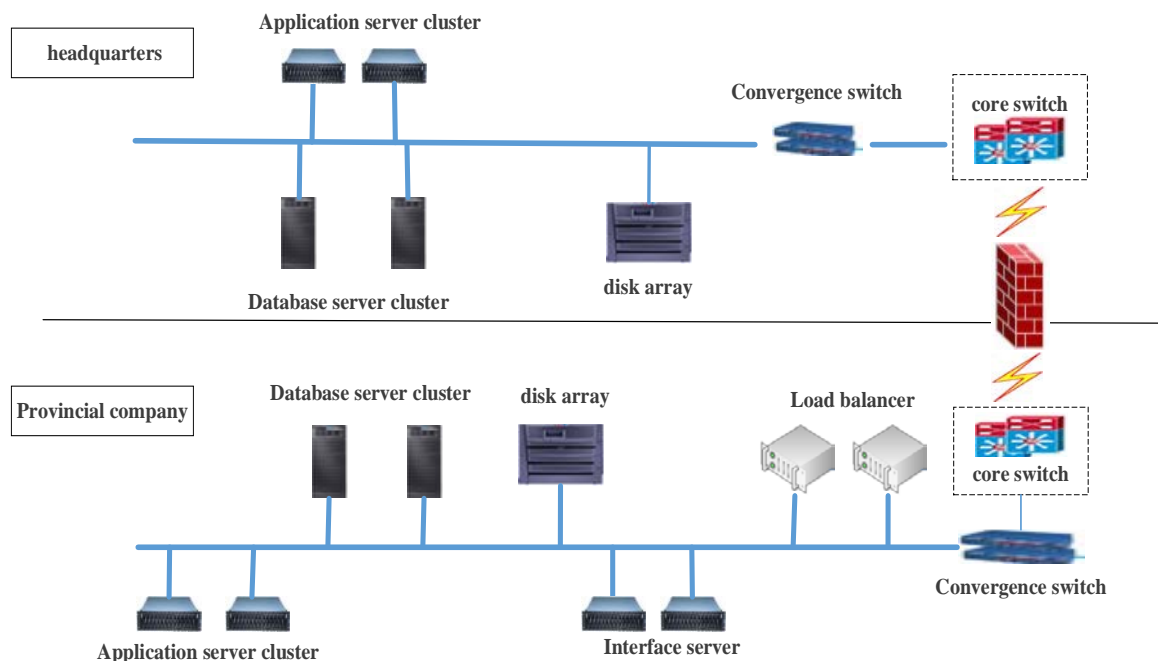 Application server cluster
headquarters
Convergence switch
core switch
disk array
Database server cluster
Database server cluster
disk array
Load balancer
Provincial company
core switch
Convergence switch
Interface server
Application server cluster